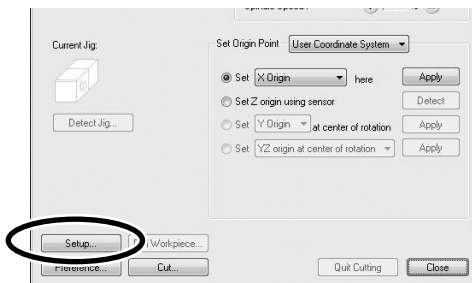 Current Jig:
Set Origin Point User Coordinate System
Set X Origin here Apply
Set Z origin using sensor Detect
Detect Jig...
Set Y Origin at center of rotation Apply
Set YZ origin at center of rotation Apply
Setup... Workpiece...
Preference... Cut... Quit Cutting Close